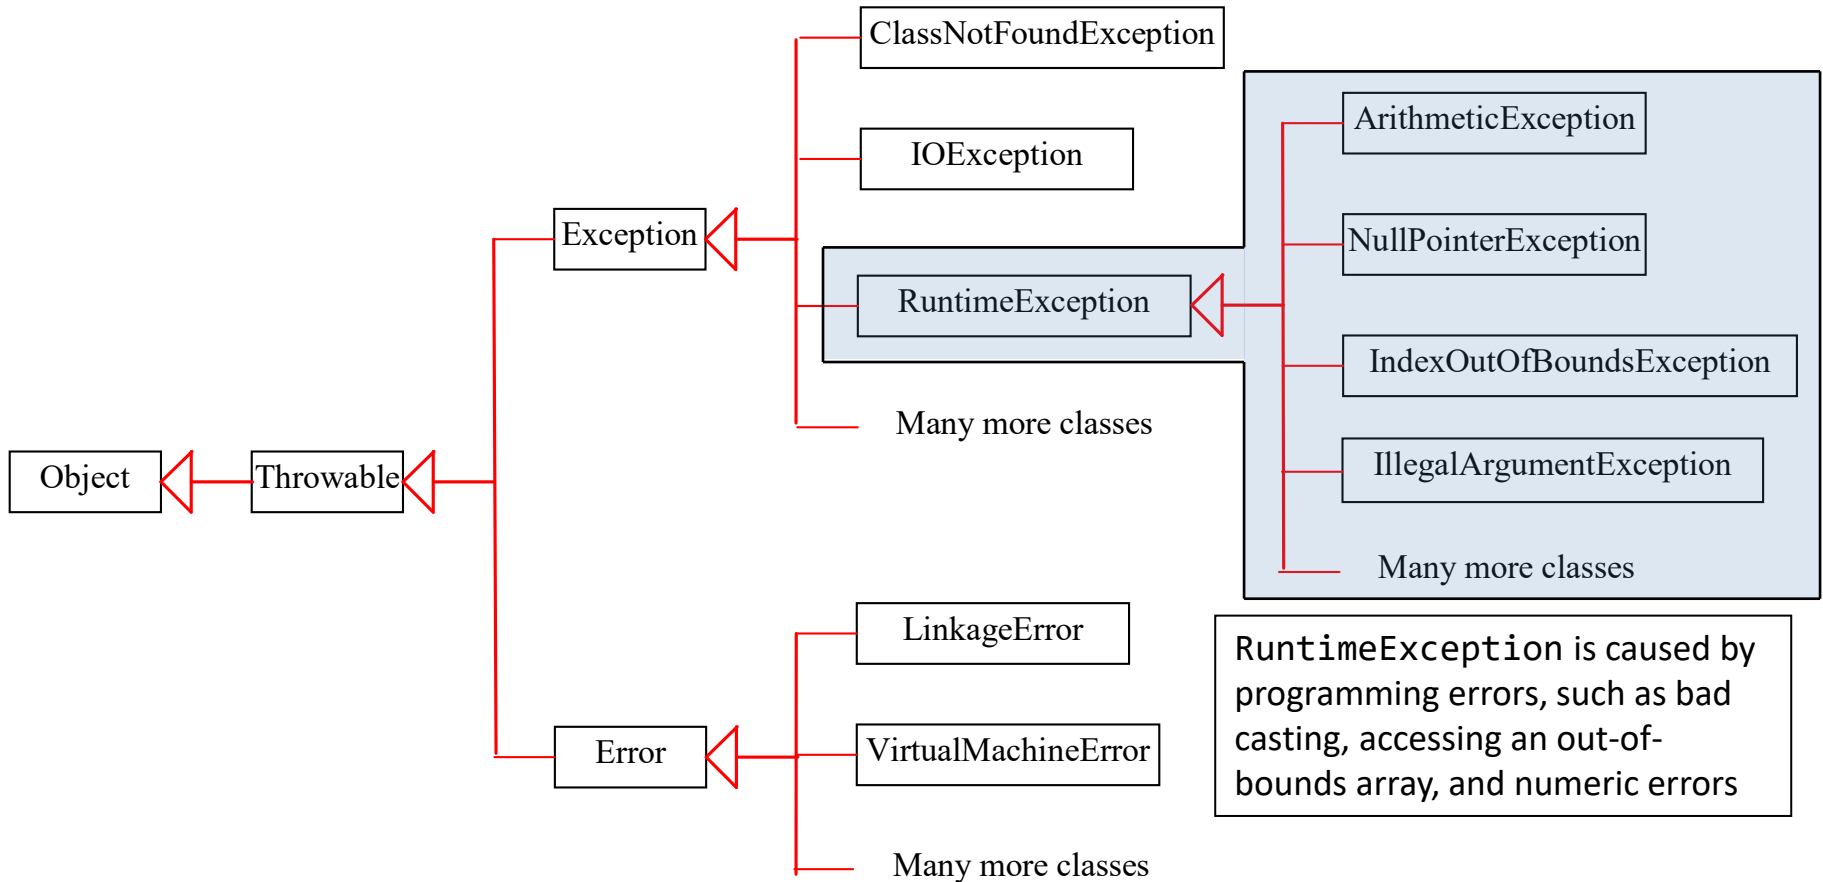 ClassNotFoundException
ArithmeticException
IOException
NullPointerException
Exception
RuntimeException
IndexOutOfBoundsException
Many more classes
IllegalArgumentException
Object
Throwable
Many more classes
LinkageError
RuntimeException is caused by
programming errors, such as bad
casting, accessing an out-of-
bounds array, and numeric errors
Error
VirtualMachineError
Many more classes